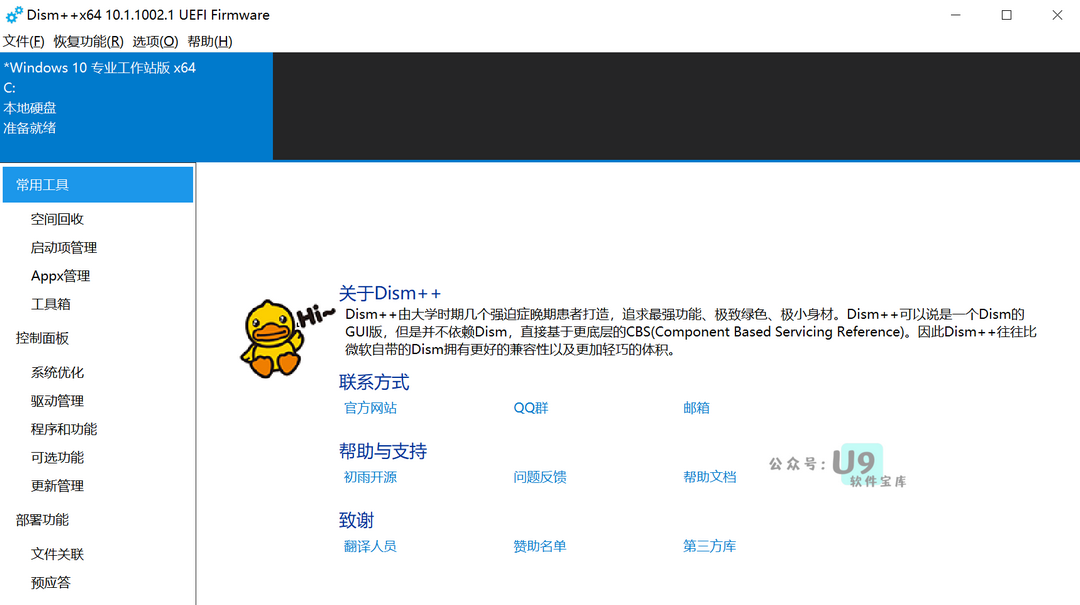 Dism++x64 10.1.1002.1 UEFI Firmware
文件(F) 恢复功能(R) 选项(O) 帮助(H)
*Windows 10 专业工作站版 x64
C:
本地硬盘
准备就绪
常用工具
空间回收
启动项管理
Appx管理
工具箱
控制面板
系统优化
驱动管理
程序和功能
可选功能
更新管理
部署功能
文件关联
预应答
Hi~
关于Dism++
Dism++由大学时期几个强迫症晚期患者打造，追求最强功能、极致绿色、极小身材。Dism++可以说是一个Dism的
GUI版，但是并不依赖Dism，直接基于更底层的CBS(Component Based Servicing Reference)。因此Dism++往往比
微软自带的Dism拥有更好的兼容性以及更加轻巧的体积。
联系方式
官方网站 QQ群 邮箱
帮助与支持
初雨开源 问题反馈 帮助文档
公众号: U9
软件宝库
致谢
翻译人员 赞助名单 第三方库